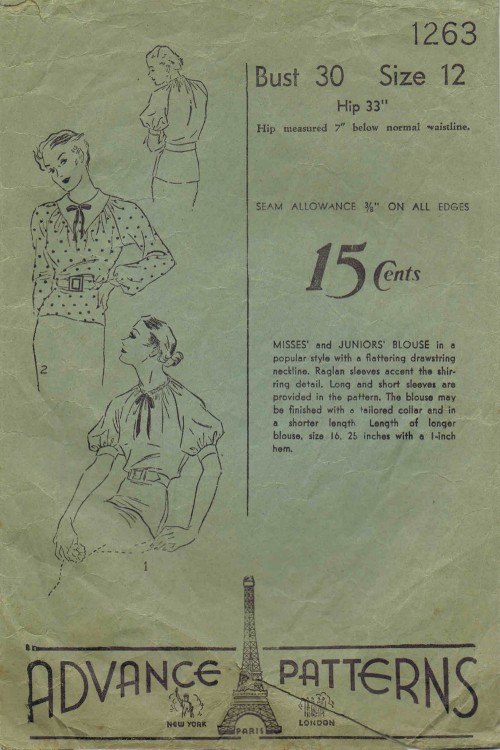 1263
Bust 30 Size 12
Hip 33"
Hip measured 7" below normal waistline.
SEAM ALLOWANCE ⅜" ON ALL EDGES
15 Cents
MISSES' and JUNIORS' BLOUSE in a
popular style with a flattering drawstring
neckline. Raglan sleeves accent the shir-
ring detail. Long and short sleeves are
provided in the pattern. The blouse may
be finished with a tailored collar and in
a shorter length. Length of longer
blouse, size 16, 25 inches with a 1-inch
hem.
2
1
ADVANCE PATTERNS
NEW YORK
PARIS
LONDON